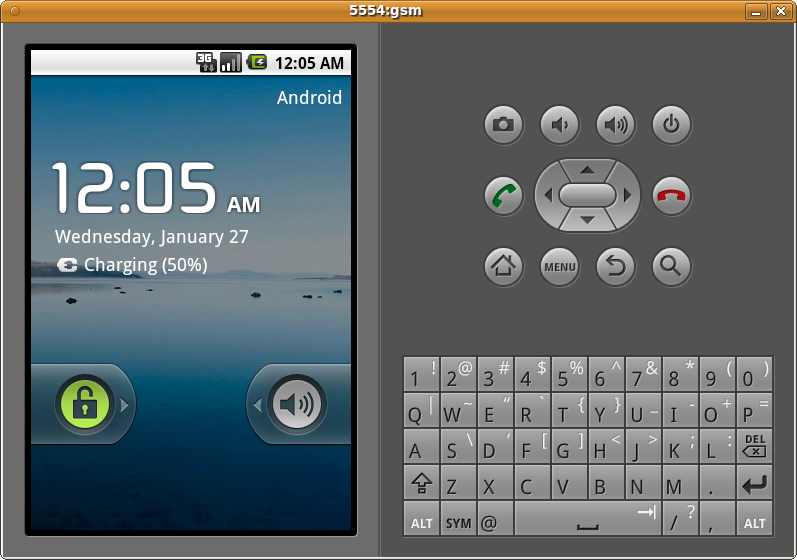 5554:gsm
3G 12:05 AM
Android
12:05 AM
Wednesday, January 27
Charging (50%)
MENU
1 ! 2 @ 3 # 4 $ 5 % 6 ^ 7 & 8 * 9 ( 0 )
Q | W ~ E “ R ` T { Y } U _ I - O + P =
A S \ D ‘ F [ G ] H < J > K ; L : DEL
Z X C V B N M .
ALT SYM @ / ? , ALT